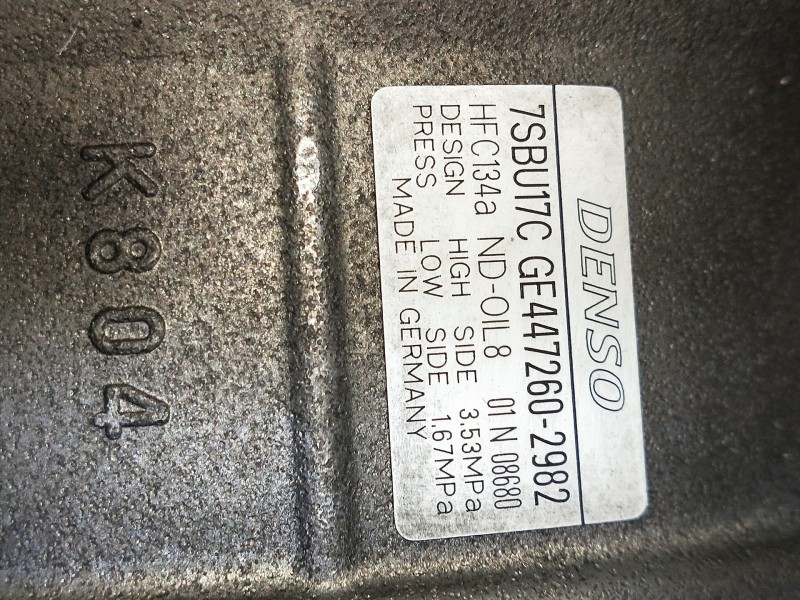 DENSO
7SBU17C GE447260-2982
HFC134a ND-OIL8 01 N 08680
DESIGN HIGH SIDE 3.53MPa
PRESS LOW SIDE 1.67MPa
MADE IN GERMANY
K804